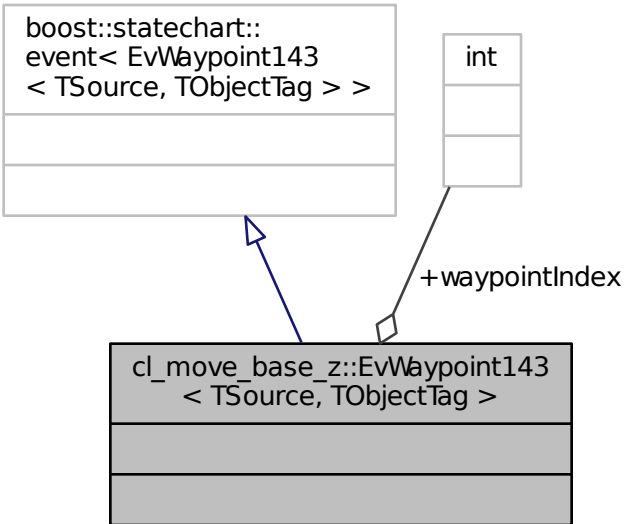 boost::statechart::
event< EvWaypoint143
< TSource, TObjectTag > >
int
+waypointIndex
cl_move_base_z::EvWaypoint143
< TSource, TObjectTag >